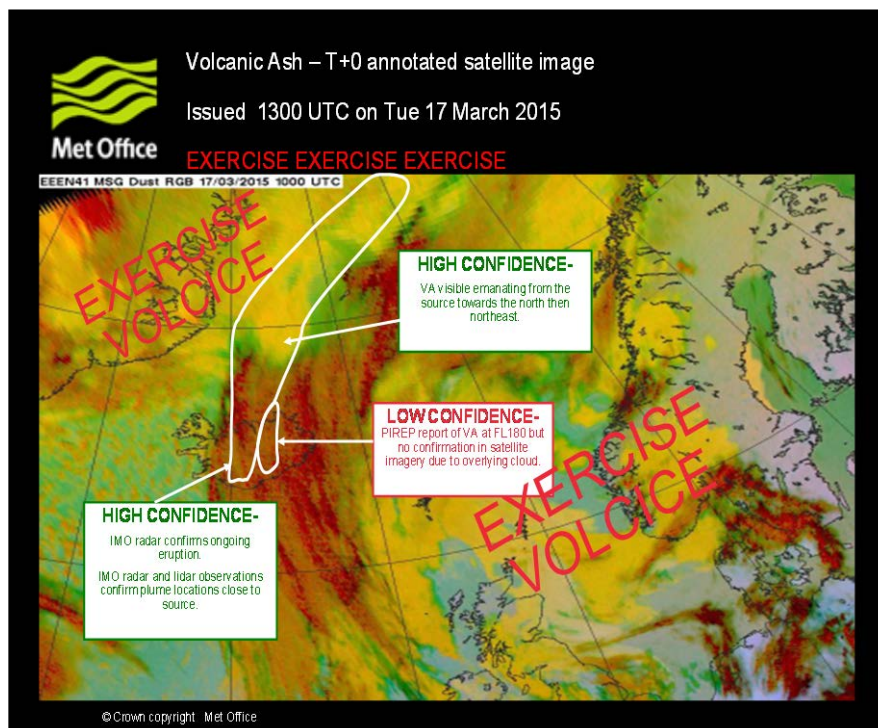 Volcanic Ash – T+0 annotated satellite image
Issued 1300 UTC on Tue 17 March 2015
Met Office
EXERCISE EXERCISE EXERCISE
EEEN41 MSG Dust RGB 17/03/2015 1000 UTC
EXERCISE
VOLCICE
HIGH CONFIDENCE-
VA visible emanating from the
source towards the north then
northeast.
LOW CONFIDENCE-
PIREP report of VA at FL180 but
no confirmation in satellite
imagery due to overlying cloud.
EXERCISE
VOLCICE
HIGH CONFIDENCE-
IMO radar confirms ongoing
eruption.
IMO radar and lidar observations
confirm plume locations close to
source.
© Crown copyright Met Office